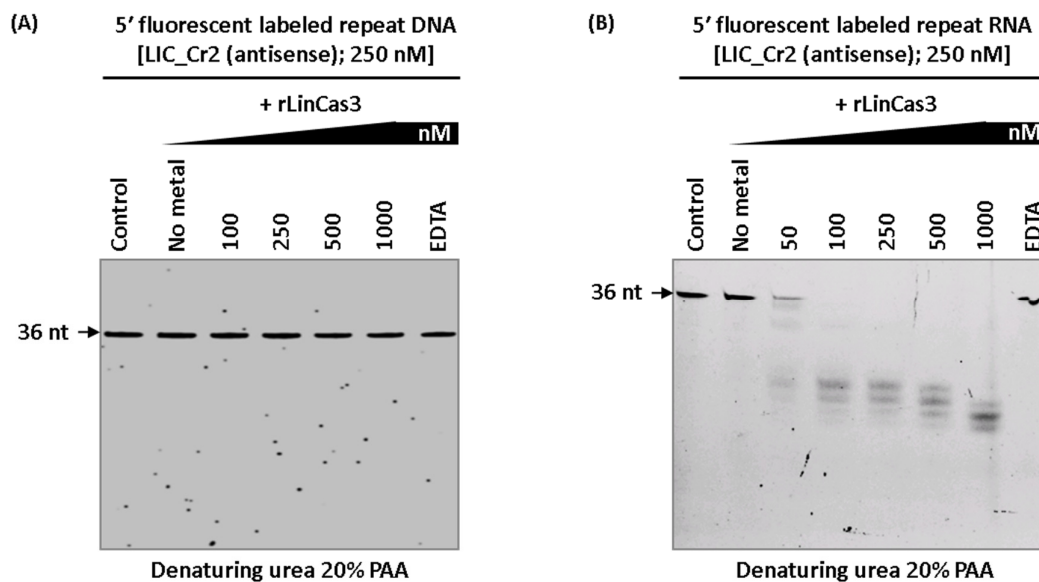 (A)
5′ fluorescent labeled repeat DNA
[LIC_Cr2 (antisense); 250 nM]
+ rLinCas3
nM
Control
No metal
100
250
500
1000
EDTA
36 nt
Denaturing urea 20% PAA
(B)
5′ fluorescent labeled repeat RNA
[LIC_Cr2 (antisense); 250 nM]
+ rLinCas3
nM
Control
No metal
50
100
250
500
1000
EDTA
36 nt
Denaturing urea 20% PAA